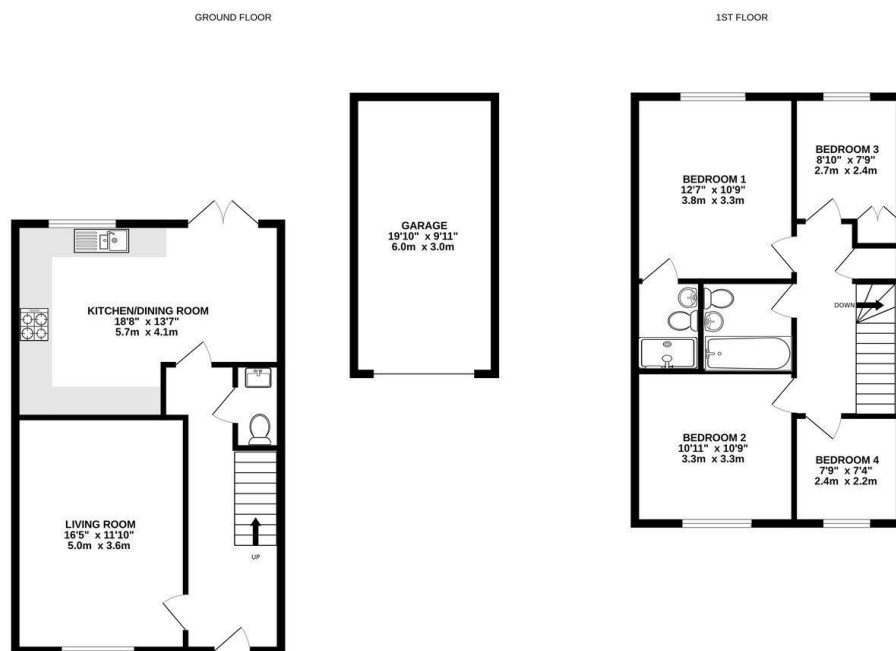 GROUND FLOOR
KITCHEN/DINING ROOM
18'8" x 13'7"
5.7m x 4.1m
LIVING ROOM
16'5" x 11'10"
5.0m x 3.6m
UP
GARAGE
19'10" x 9'11"
6.0m x 3.0m
1ST FLOOR
BEDROOM 1
12'7" x 10'9"
3.8m x 3.3m
BEDROOM 3
8'10" x 7'9"
2.7m x 2.4m
DOWN
BEDROOM 2
10'11" x 10'9"
3.3m x 3.3m
BEDROOM 4
7'9" x 7'4"
2.4m x 2.2m